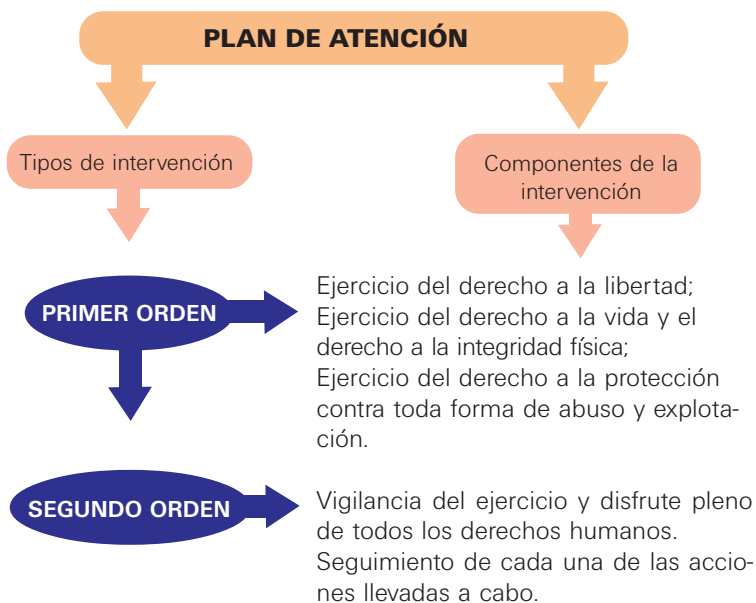 PLAN DE ATENCIÓN
Tipos de intervención
Componentes de la
intervención
PRIMER ORDEN
Ejercicio del derecho a la libertad;
Ejercicio del derecho a la vida y el
derecho a la integridad física;
Ejercicio del derecho a la protección
contra toda forma de abuso y explota-
ción.
SEGUNDO ORDEN
Vigilancia del ejercicio y disfrute pleno
de todos los derechos humanos.
Seguimiento de cada una de las accio-
nes llevadas a cabo.